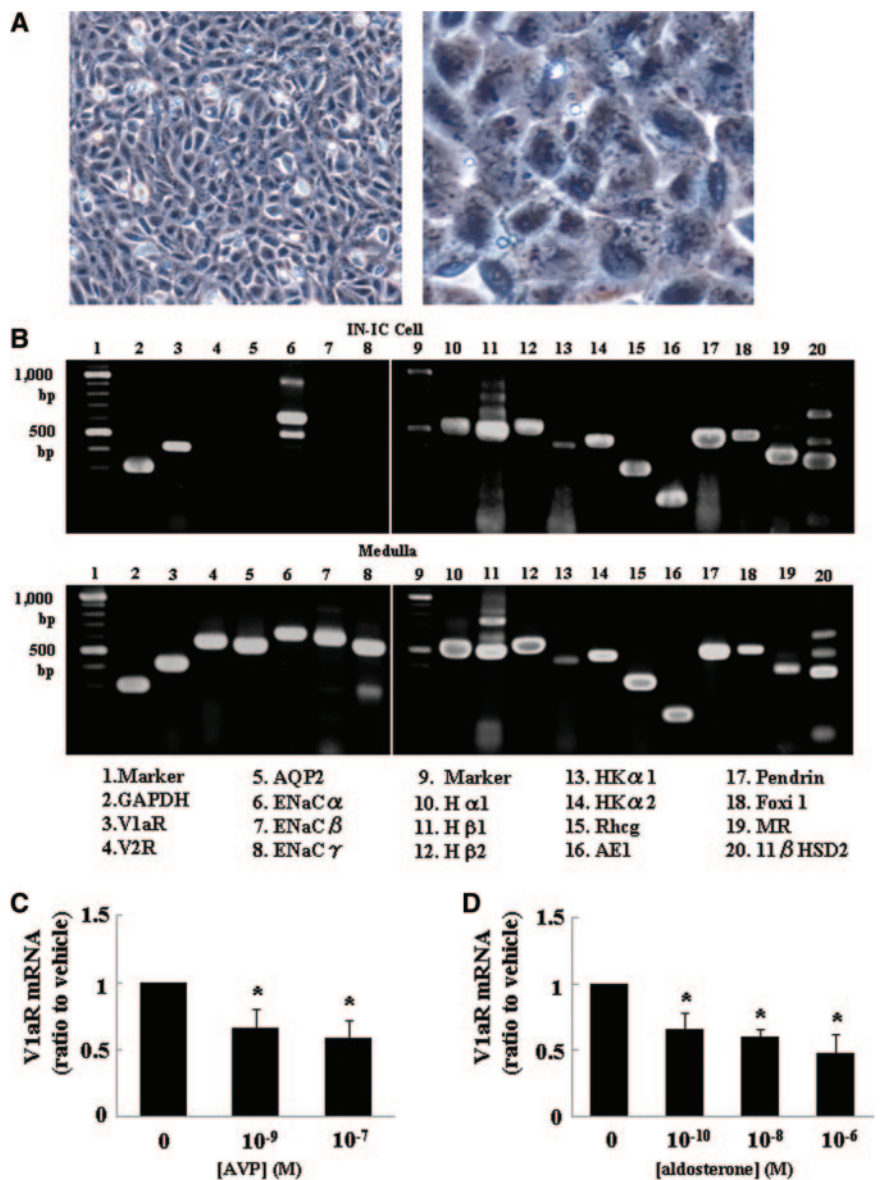 A
B
IN-IC Cell
1 2 3 4 5 6 7 8 9 10 11 12 13 14 15 16 17 18 19 20
1,000
bp
500
bp
Medulla
1 2 3 4 5 6 7 8 9 10 11 12 13 14 15 16 17 18 19 20
1,000
bp
500
bp
1.Marker 5. AQP2 9. Marker 13. HKα1 17. Pendrin
2.GAPDH 6. ENaCα 10. H α1 14. HKα2 18. Foxi 1
3.V1aR 7. ENaCβ 11. H β1 15. Rhcg 19. MR
4.V2R 8. ENaCγ 12. H β2 16. AE1 20. 11βHSD2
C
V1aR mRNA
(ratio to vehicle)
1.5
1
0.5
0
* *
0 10⁻⁹ 10⁻⁷
[AVP] (M)
D
V1aR mRNA
(ratio to vehicle)
1.5
1
0.5
0
* * *
0 10⁻¹⁰ 10⁻⁸ 10⁻⁶
[aldosterone] (M)